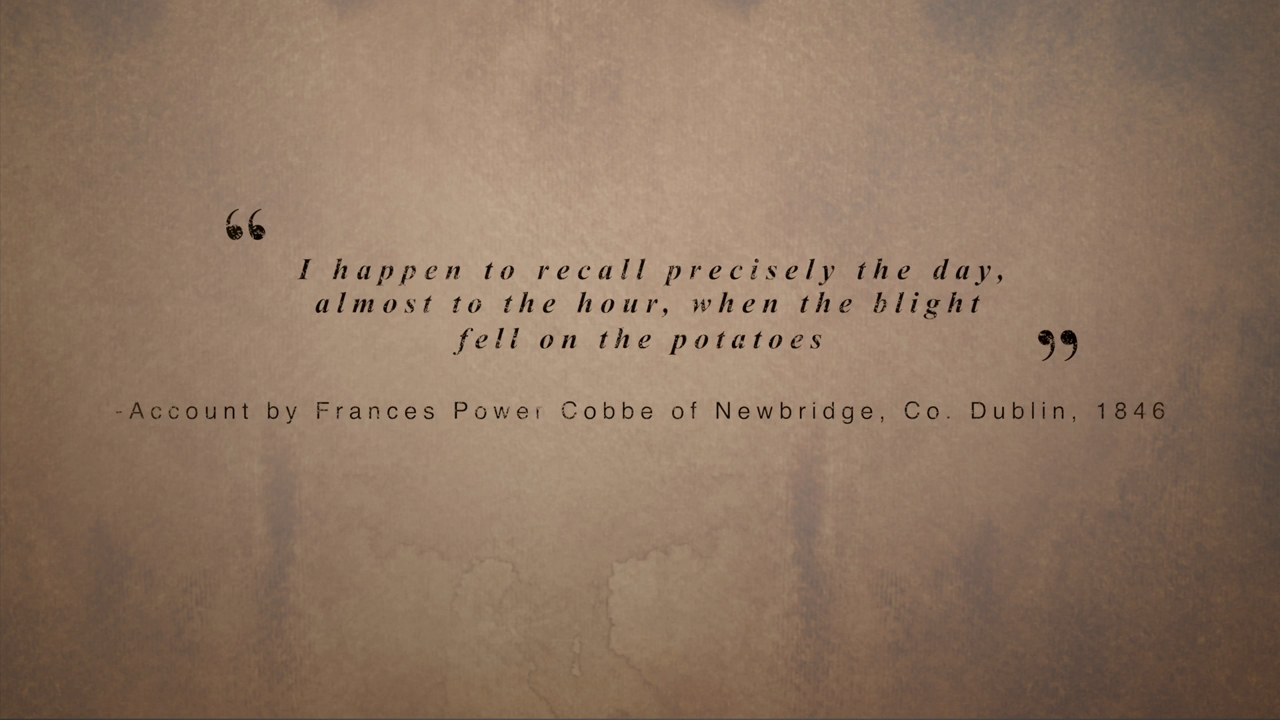 “
I happen to recall precisely the day,
almost to the hour, when the blight
fell on the potatoes
”
-Account by Frances Power Cobbe of Newbridge, Co. Dublin, 1846